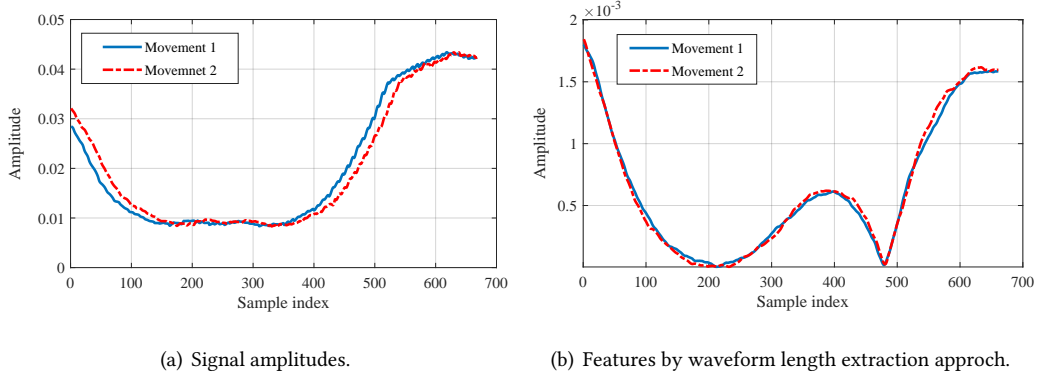 0.05
0.04
0.03
0.02
0.01
0
0 100 200 300 400 500 600 700
Amplitude
Sample index
Movement 1
Movemnet 2
(a) Signal amplitudes.
2 ×10⁻³
1.5
1
0.5
0 100 200 300 400 500 600 700
Amplitude
Sample index
Movement 1
Movement 2
(b) Features by waveform length extraction approch.